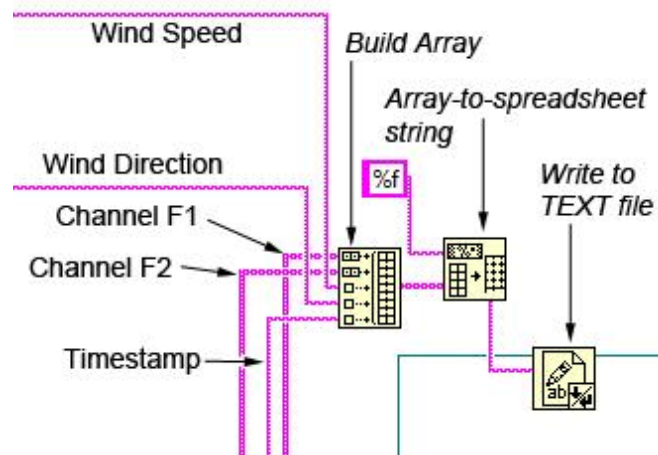 Wind Speed
Build Array
Array-to-spreadsheet
string
Wind Direction
%f
Write to
TEXT file
Channel F1
Channel F2
Timestamp
ab